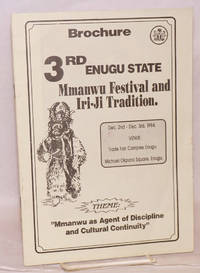 Brochure
3RD ENUGU STATE
Mmanwu Festival and
Iri-Ji Tradition.
Dec. 2nd - Dec. 3rd, 1994
VENUE
Trade Fair Complex Enugu
Michael Okpara Square, Enugu.
THEME:
"Mmanwu as Agent of Discipline
and Cultural Continuity"